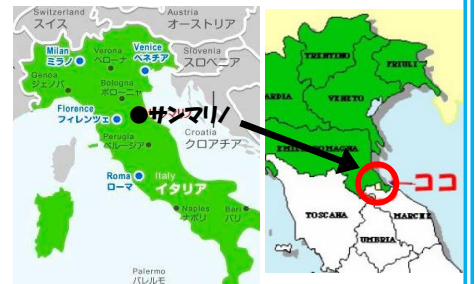 Switzerland
スイス
Austria
オーストリア
Milan
ミラノ
Verona
ベローナ
Venice
ベネチア
Slovenia
スロベニア
Genoa
ジェノバ
Bologna
ボローニャ
Florence
フィレンツェ
●サンマリノ
Croatia
クロアチア
Perugia
ペルージア
Roma
ローマ
Italy
イタリア
Naples
ナポリ
Bari
バリ
Palermo
パレルモ
TRENTINO
FRIULI
ARDIA
VENETO
EMILIA ROMAGNA
ココ
TOSCANA
MARCHE
UMBRIA